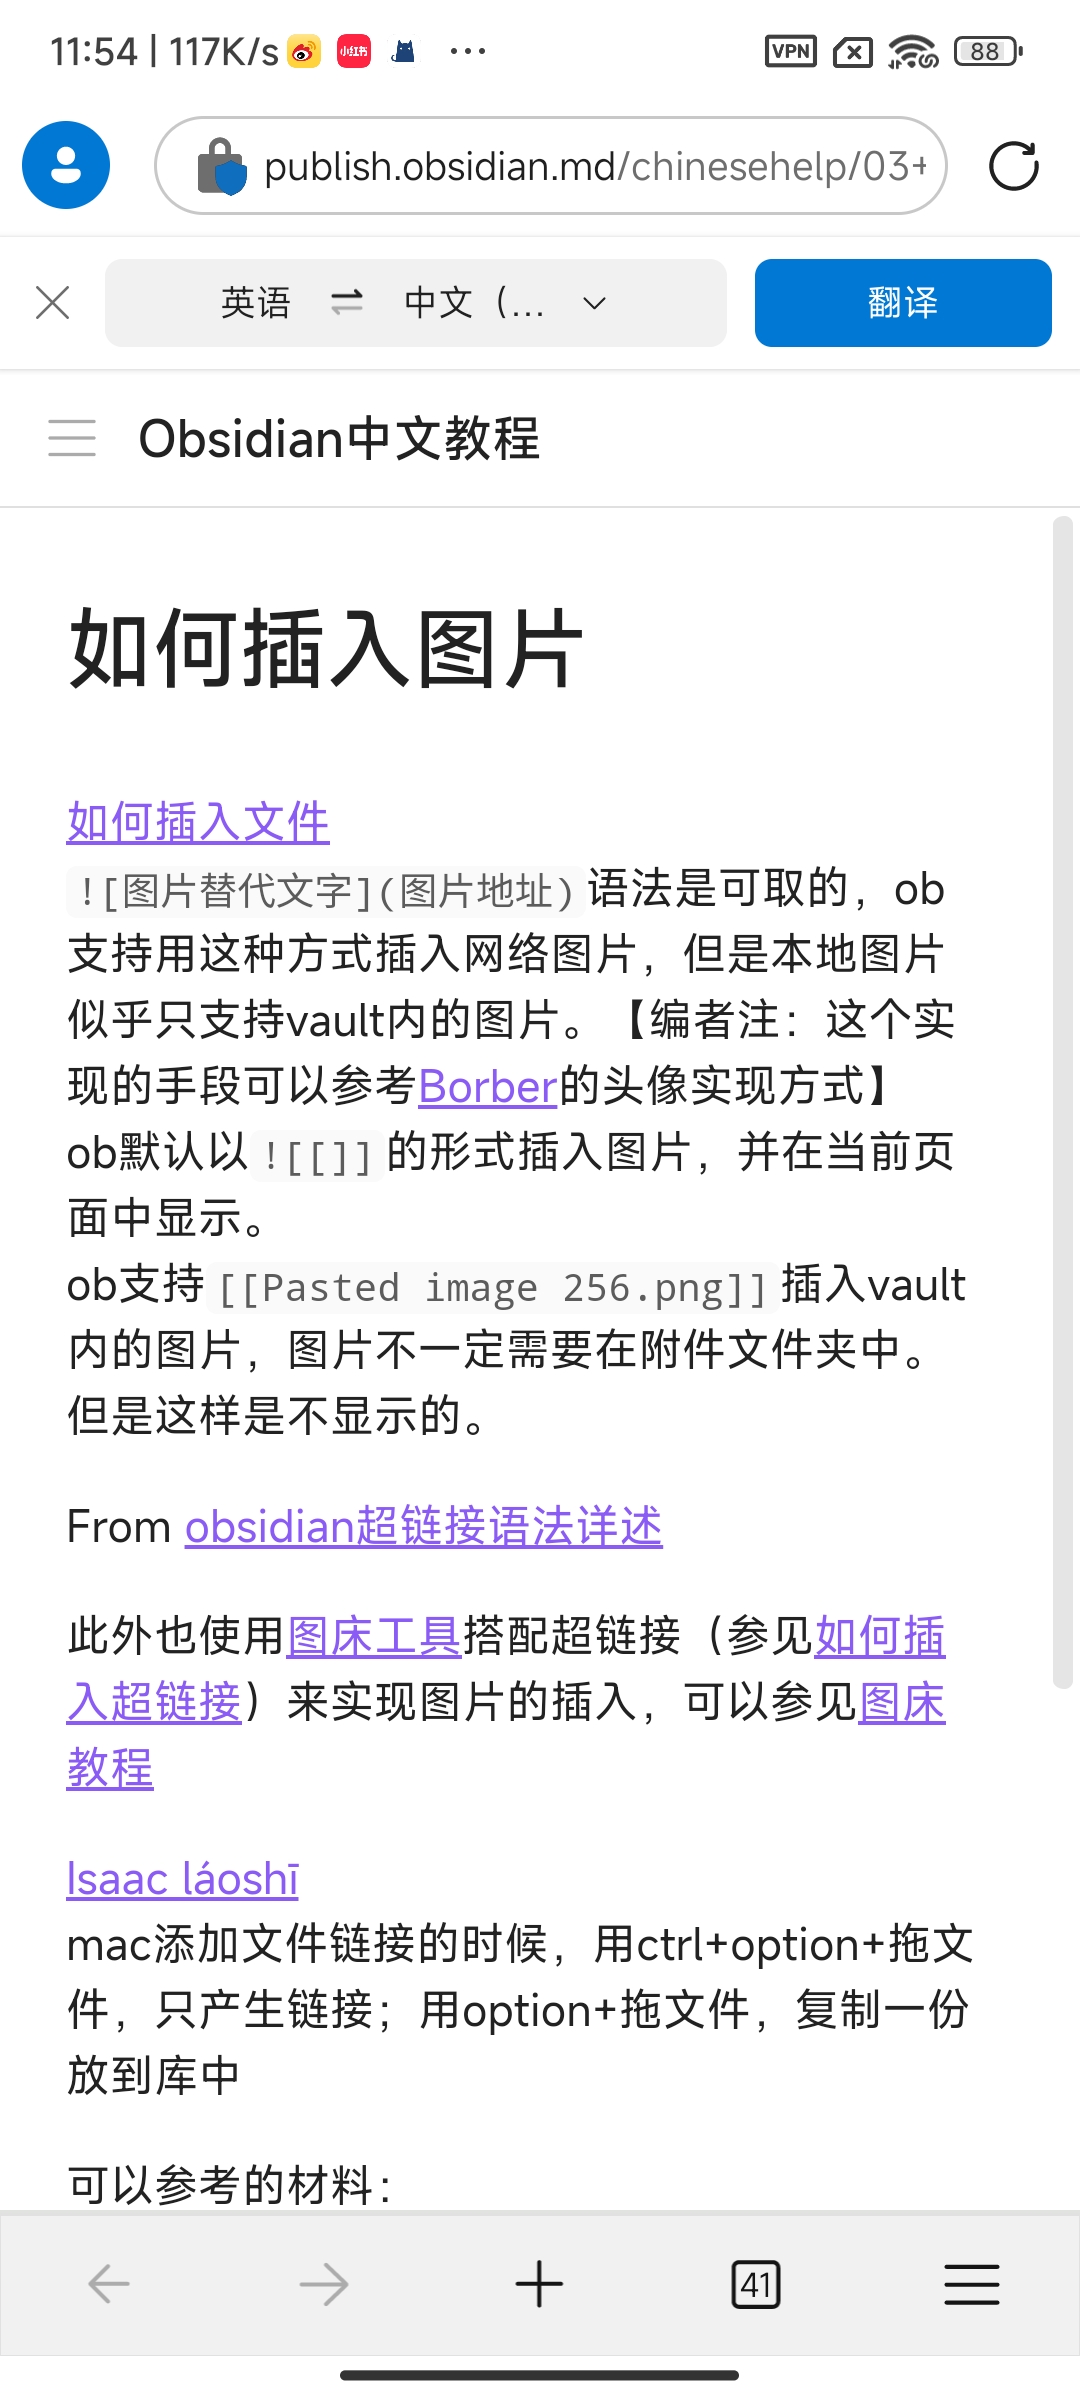 11:54 | 117K/s 小红书 ··· VPN 88
publish.obsidian.md/chinesehelp/03+
英语 中文（... 翻译
Obsidian中文教程
如何插入图片
如何插入文件
![图片替代文字](图片地址)语法是可取的，ob
支持用这种方式插入网络图片，但是本地图片
似乎只支持vault内的图片。【编者注：这个实
现的手段可以参考Borber的头像实现方式】
ob默认以![[]]的形式插入图片，并在当前页
面中显示。
ob支持[[Pasted image 256.png]]插入vault
内的图片，图片不一定需要在附件文件夹中。
但是这样是不显示的。
From obsidian超链接语法详述
此外也使用图床工具搭配超链接（参见如何插
入超链接）来实现图片的插入，可以参见图床
教程
Isaac láoshī
mac添加文件链接的时候，用ctrl+option+拖文
件，只产生链接；用option+拖文件，复制一份
放到库中
可以参考的材料：
41